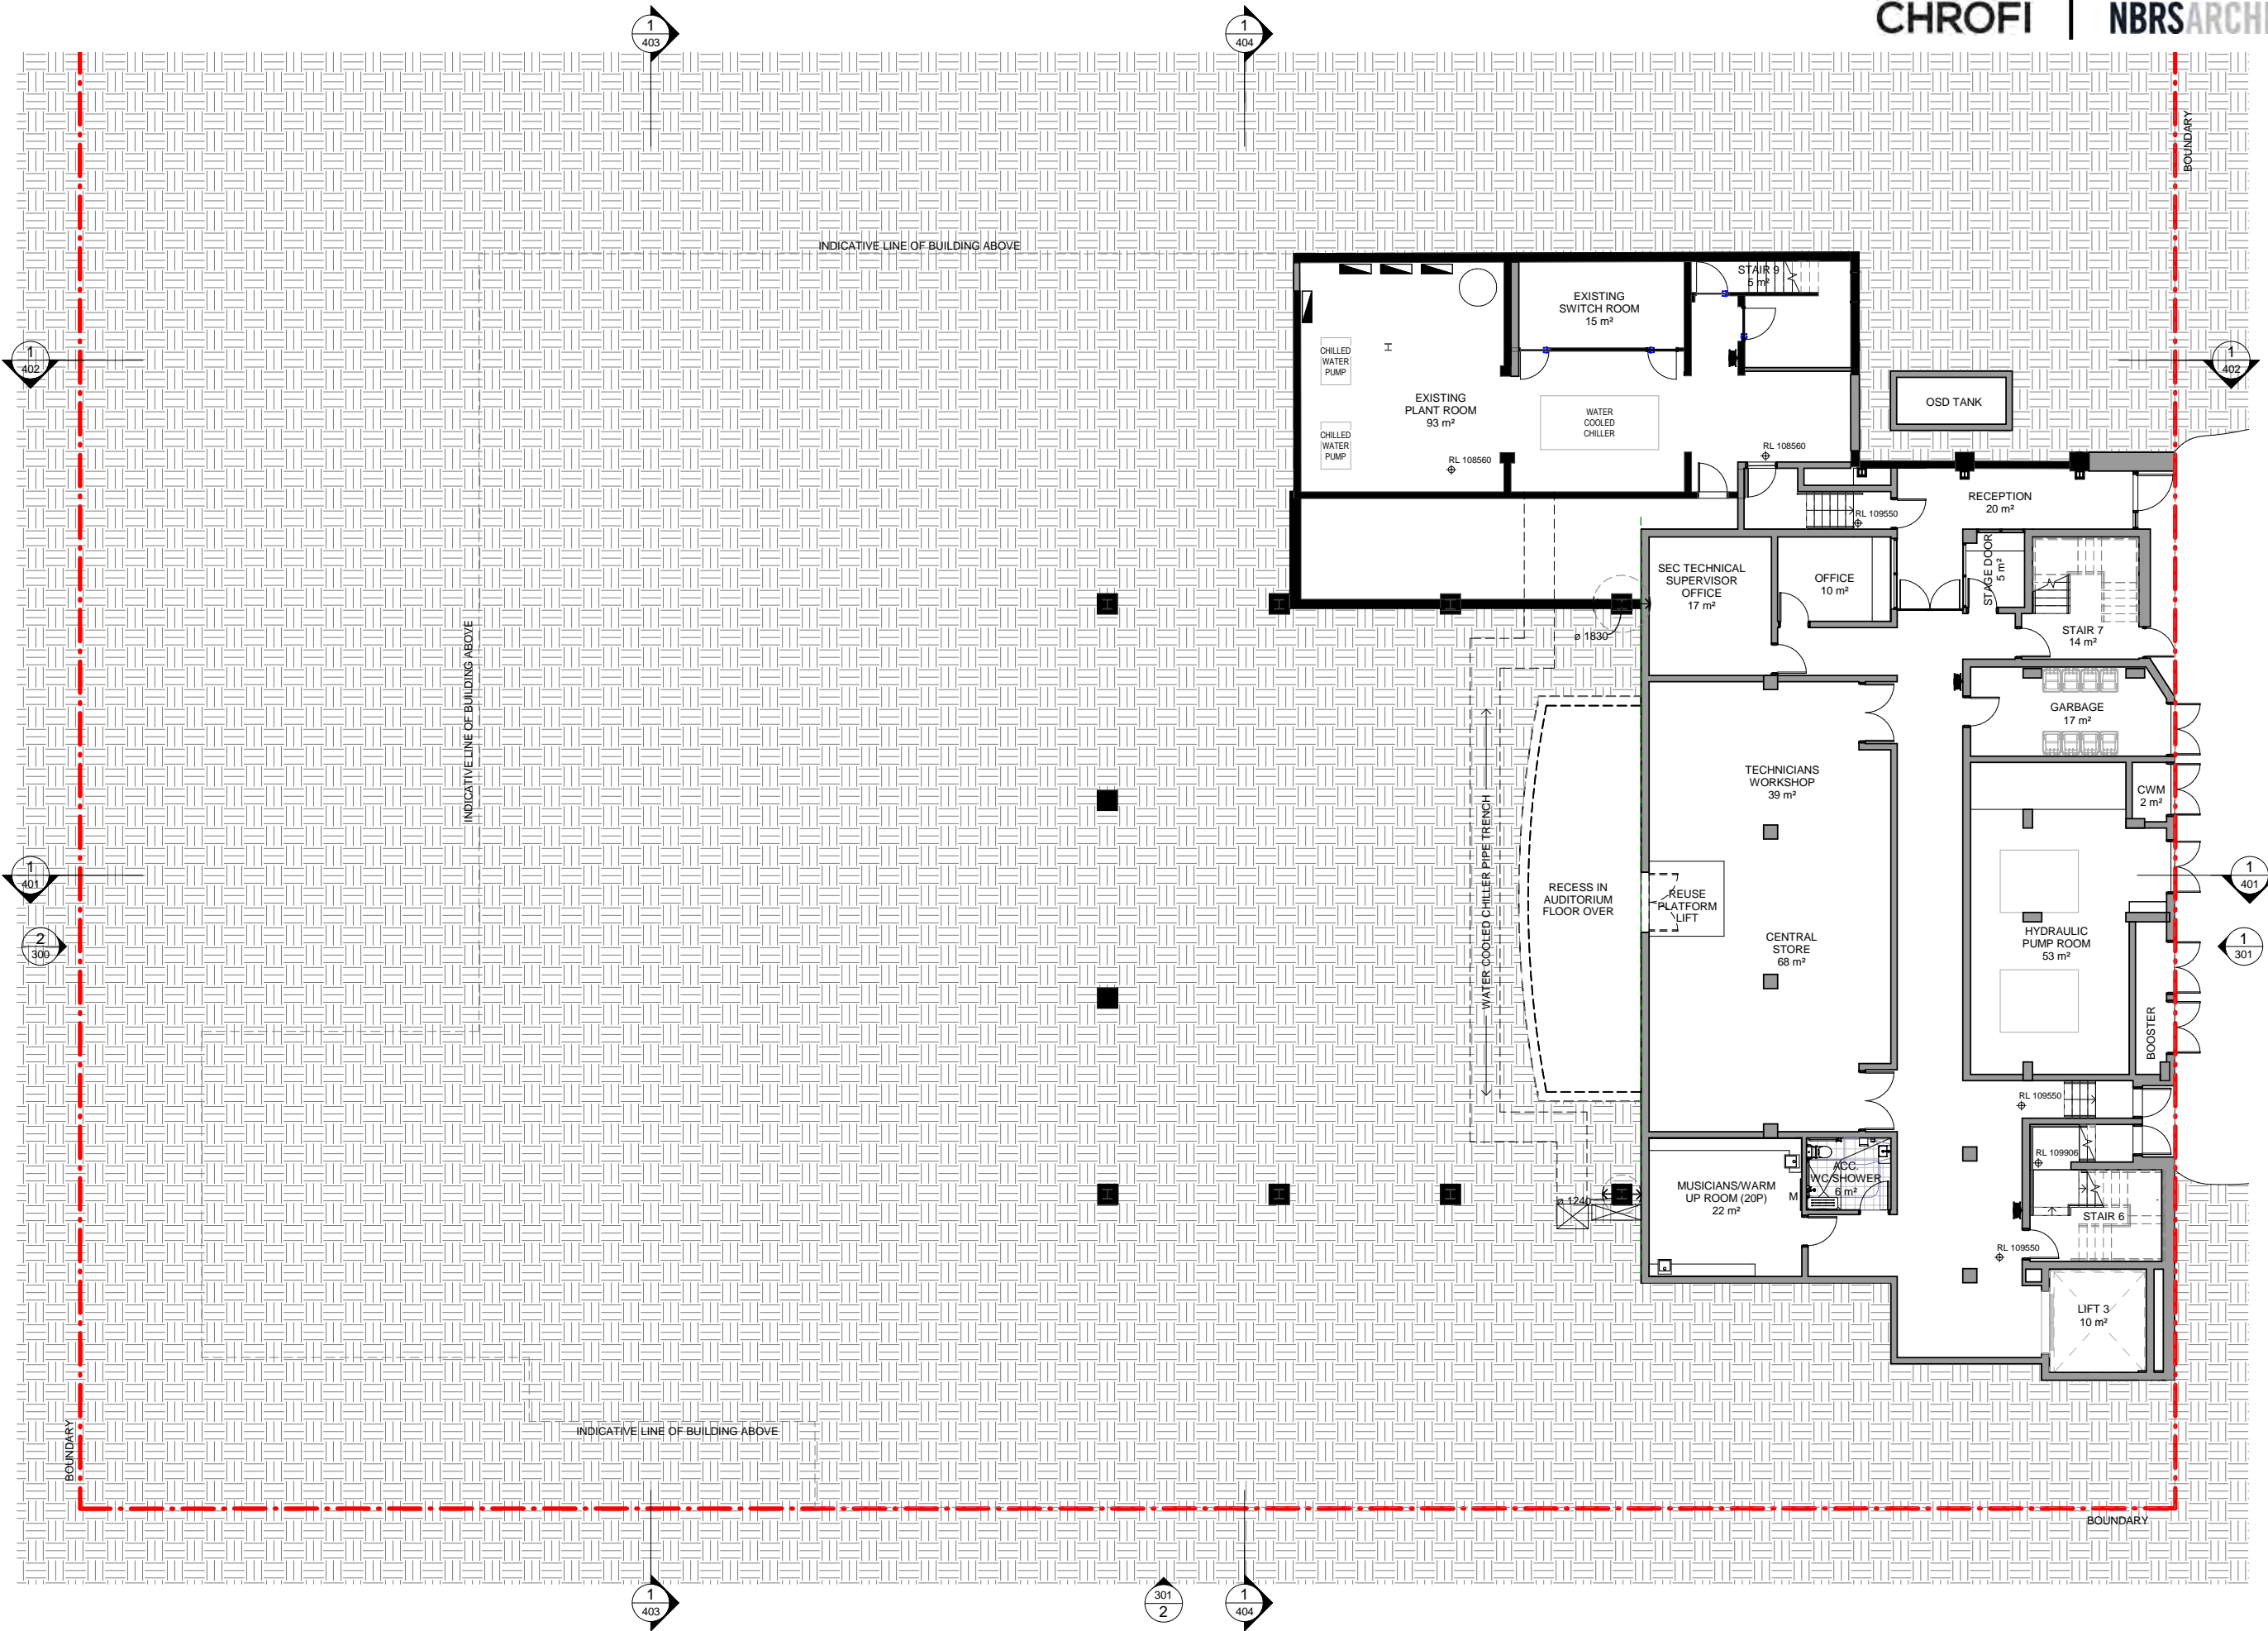 CHROFI | NBRSARCHI
1
403
1
404
BOUNDARY
INDICATIVE LINE OF BUILDING ABOVE
STAIR 9
5 m²
EXISTING
SWITCH ROOM
15 m²
CHILLED
WATER
PUMP
1
402
1
402
EXISTING
PLANT ROOM
93 m²
WATER
COOLED
CHILLER
OSD TANK
CHILLED
WATER
PUMP
RL 108560
RL 108560
RECEPTION
20 m²
RL 109550
SEC TECHNICAL
SUPERVISOR
OFFICE
17 m²
OFFICE
10 m²
STAGE DOOR
5 m²
ø 1830
STAIR 7
14 m²
INDICATIVE LINE OF BUILDING ABOVE
GARBAGE
17 m²
TECHNICIANS
WORKSHOP
39 m²
CWM
2 m²
WATER COOLED CHILLER PIPE TRENCH
1
401
1
401
RECESS IN
AUDITORIUM
FLOOR OVER
REUSE
PLATFORM
LIFT
2
300
CENTRAL
STORE
68 m²
HYDRAULIC
PUMP ROOM
53 m²
1
301
BOOSTER
RL 109550
RL 109906
ACC.
WC/SHOWER
6 m²
MUSICIANS/WARM
UP ROOM (20P)
22 m²
M
ø 1240
STAIR 6
RL 109550
LIFT 3
10 m²
INDICATIVE LINE OF BUILDING ABOVE
BOUNDARY
BOUNDARY
1
403
301
2
1
404